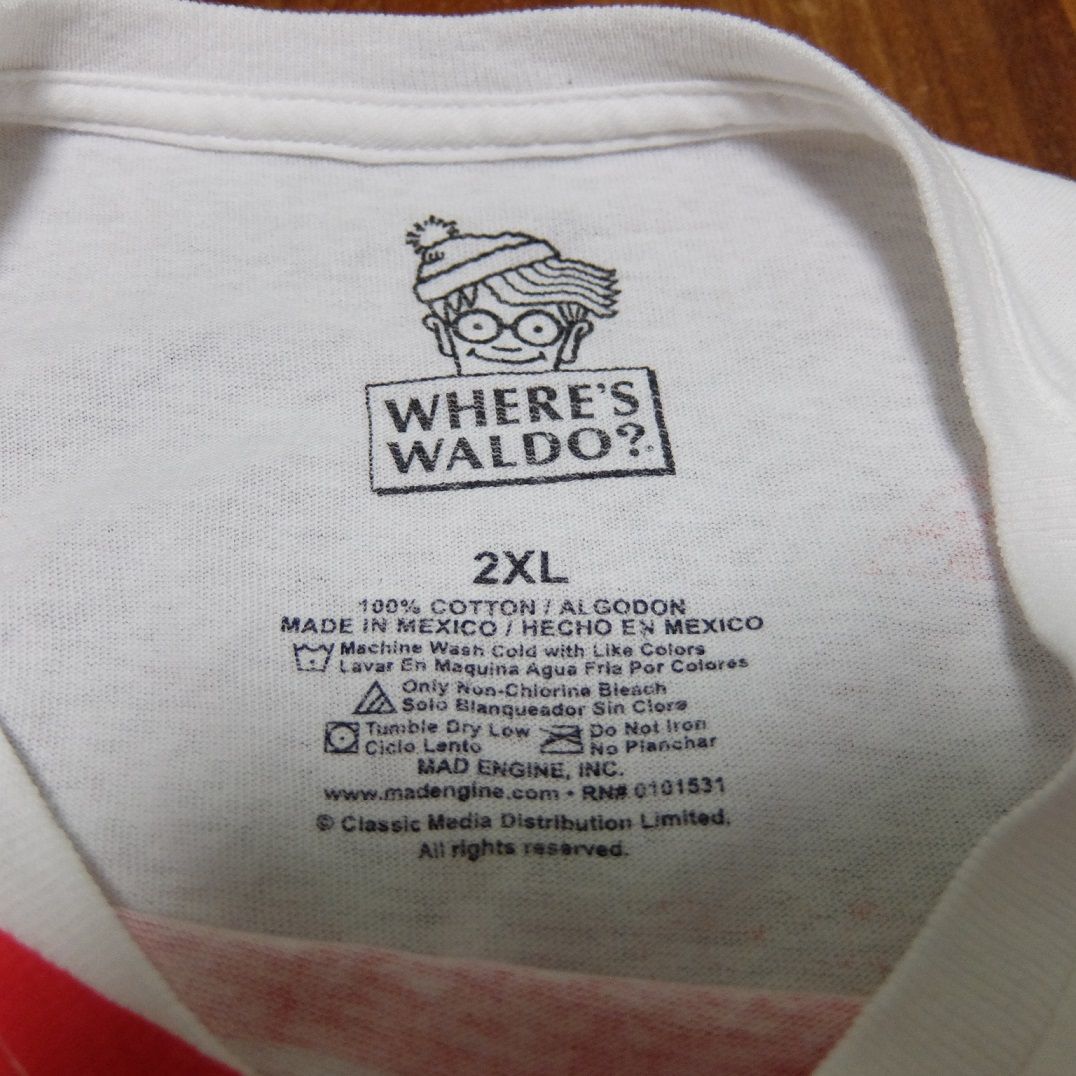 WHERE'S
WALDO?
2XL
100% COTTON / ALGODON
MADE IN MEXICO / HECHO EN MEXICO
Machine Wash Cold with Like Colors
Lavar En Maquina Agua Fria Por Colores
Only Non-Chlorine Bleach
Solo Blanqueador Sin Cloro
Tumble Dry Low Do Not Iron
Ciclo Lento No Planchar
MAD ENGINE, INC.
www.madengine.com • RN# 0101531
© Classic Media Distribution Limited.
All rights reserved.